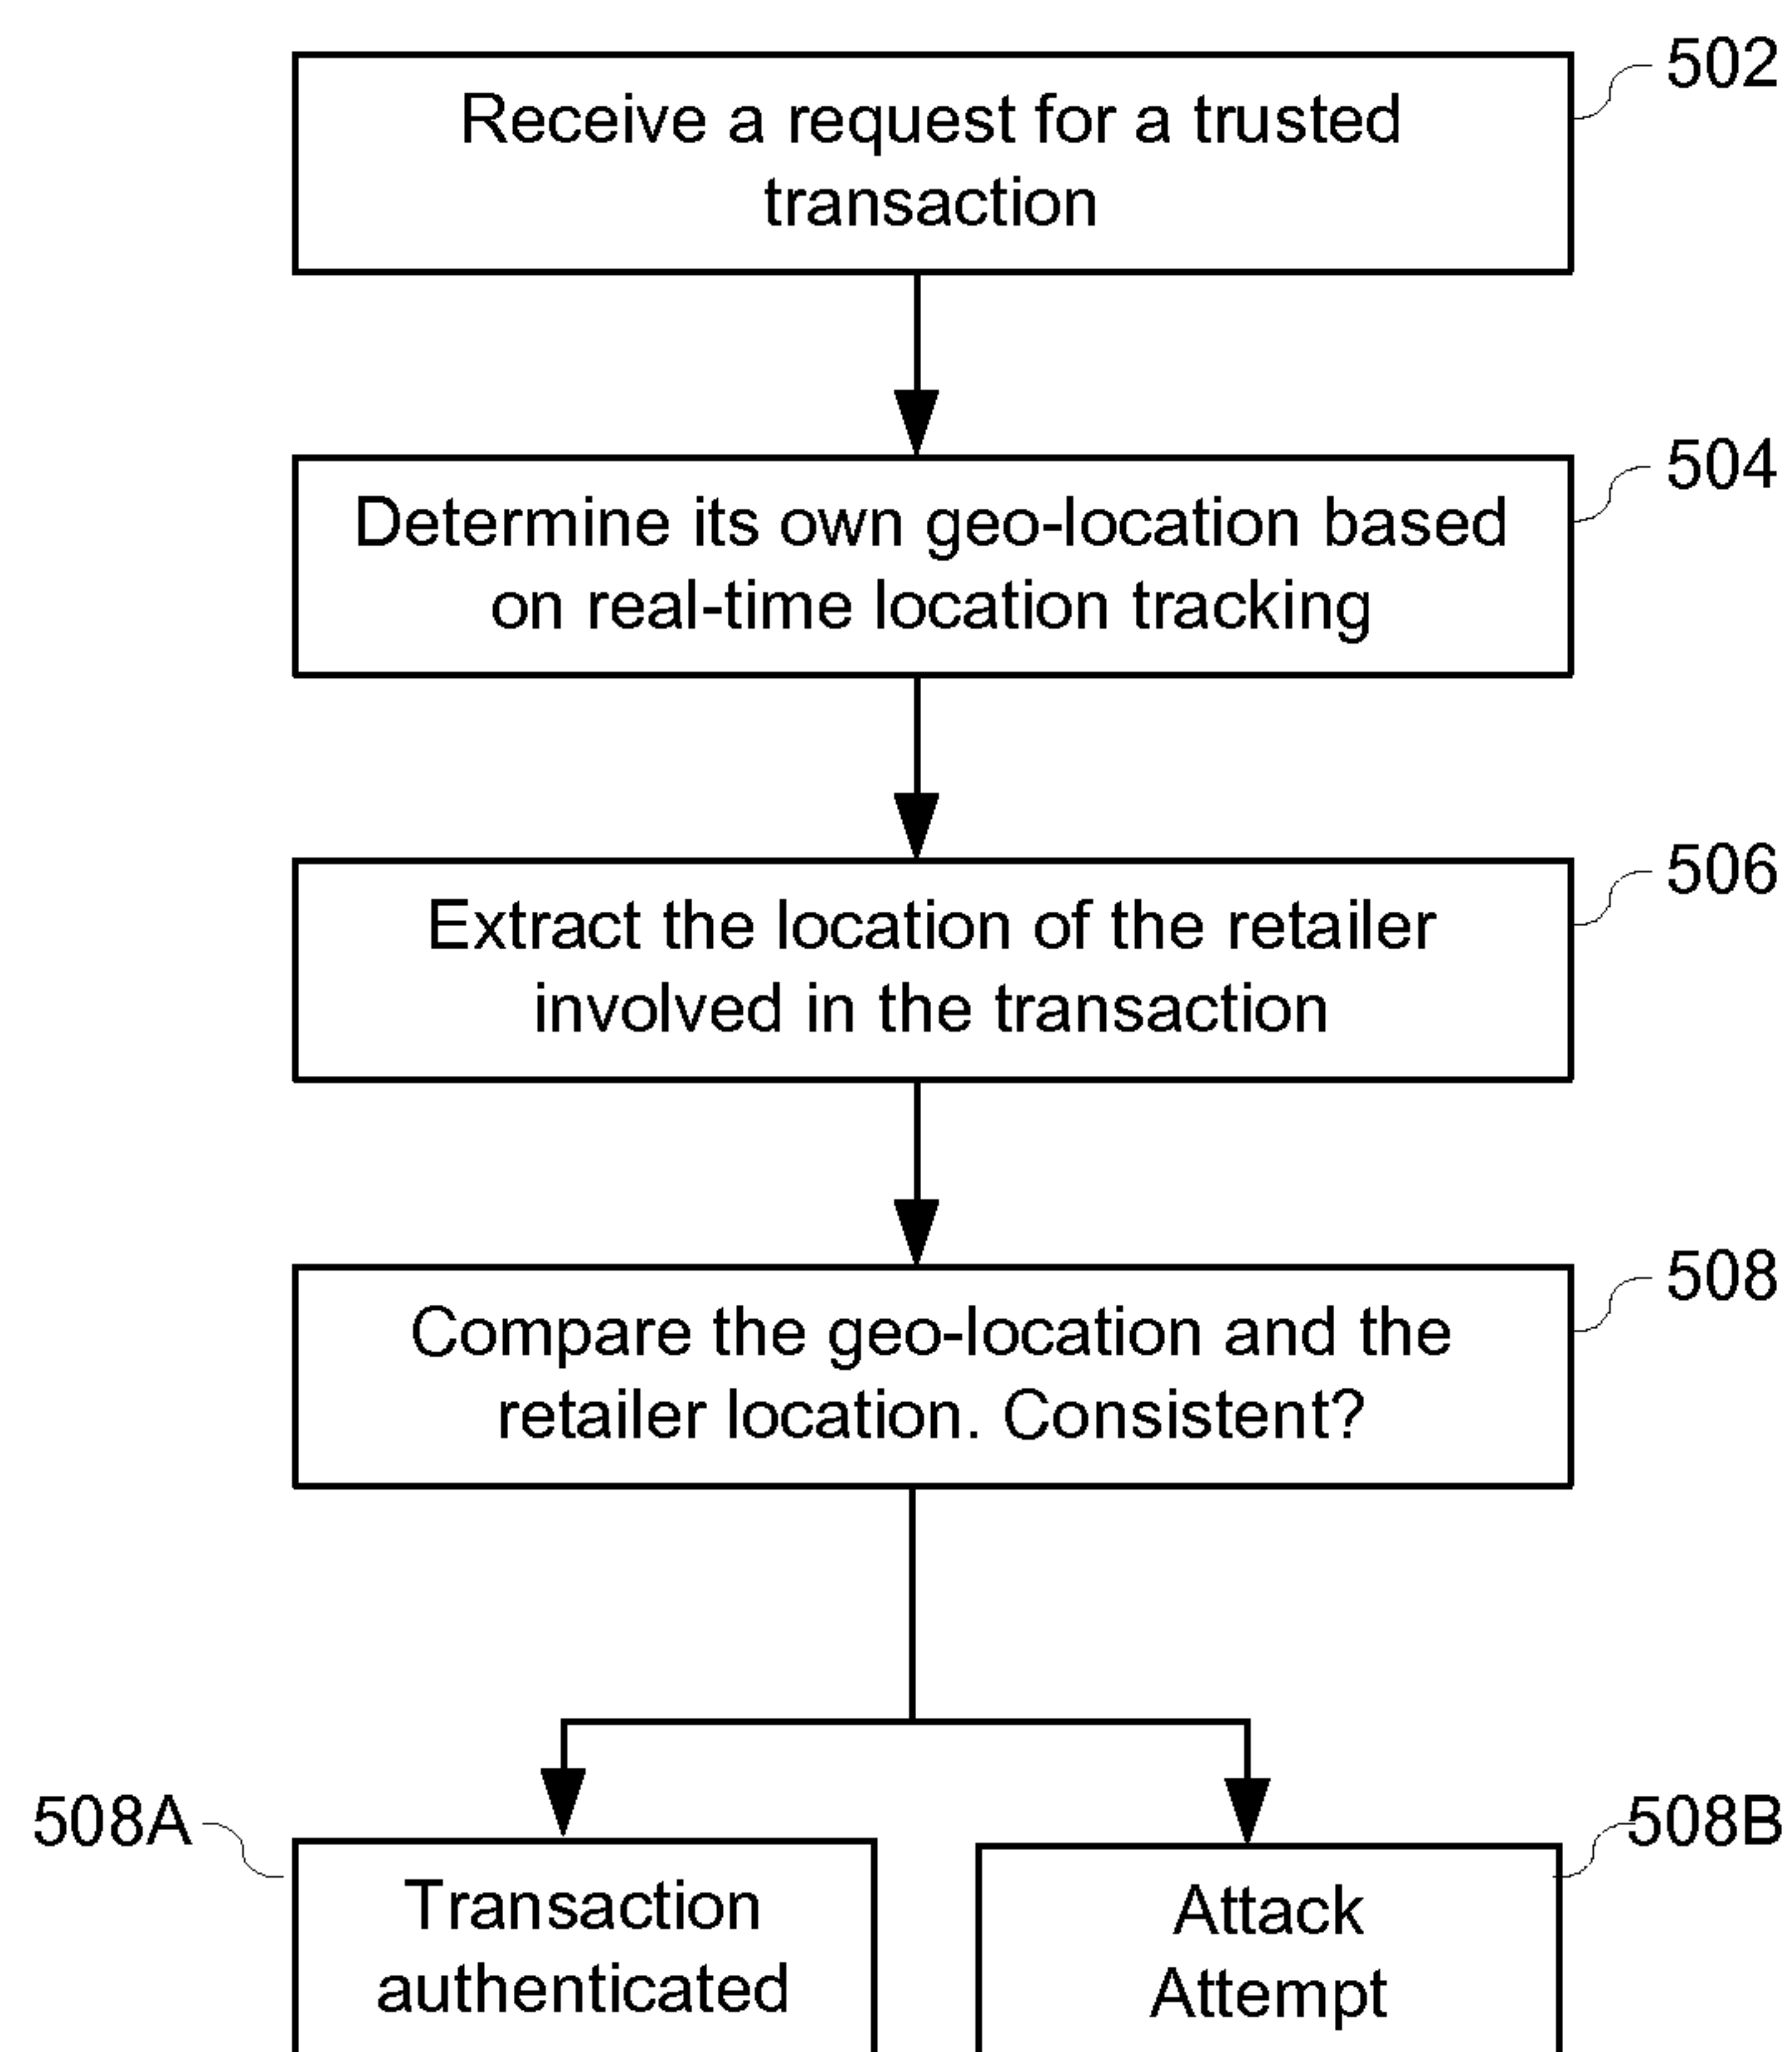 502
Receive a request for a trusted
transaction
504
Determine its own geo-location based
on real-time location tracking
506
Extract the location of the retailer
involved in the transaction
508
Compare the geo-location and the
retailer location. Consistent?
508A
Transaction
authenticated
508B
Attack
Attempt